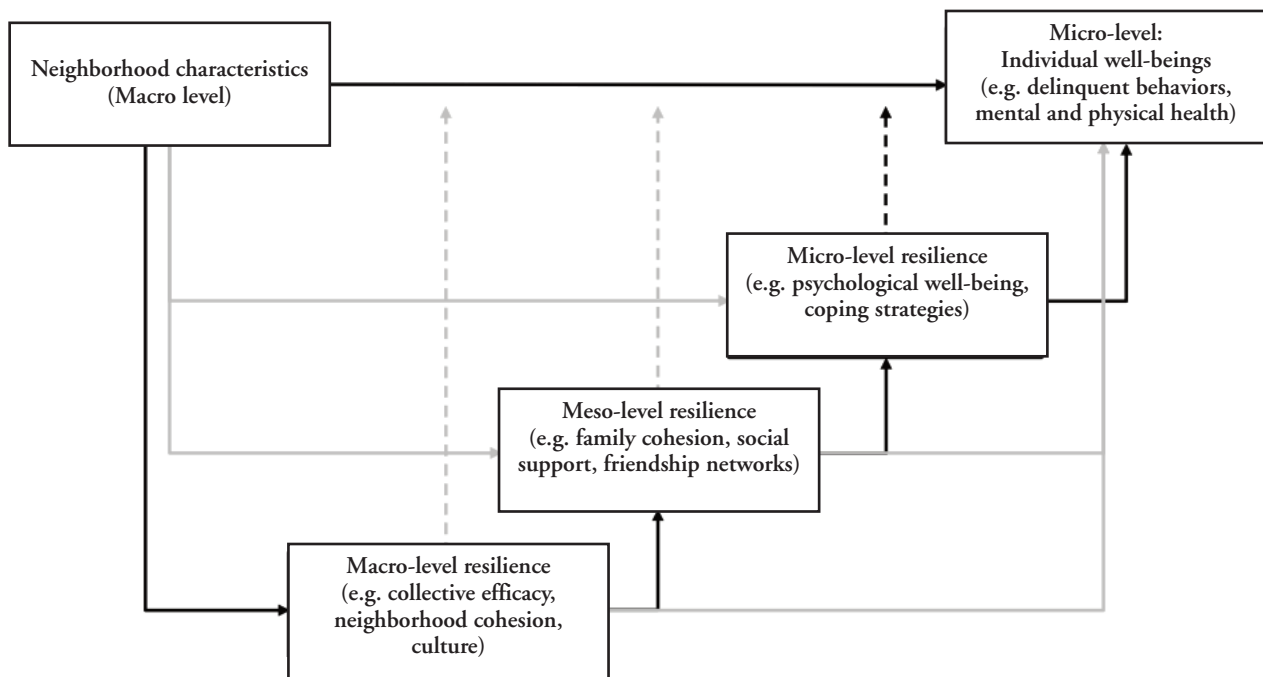 Neighborhood characteristics
(Macro level)
Micro-level:
Individual well-beings
(e.g. delinquent behaviors,
mental and physical health)
Micro-level resilience
(e.g. psychological well-being,
coping strategies)
Meso-level resilience
(e.g. family cohesion, social
support, friendship networks)
Macro-level resilience
(e.g. collective efficacy,
neighborhood cohesion,
culture)